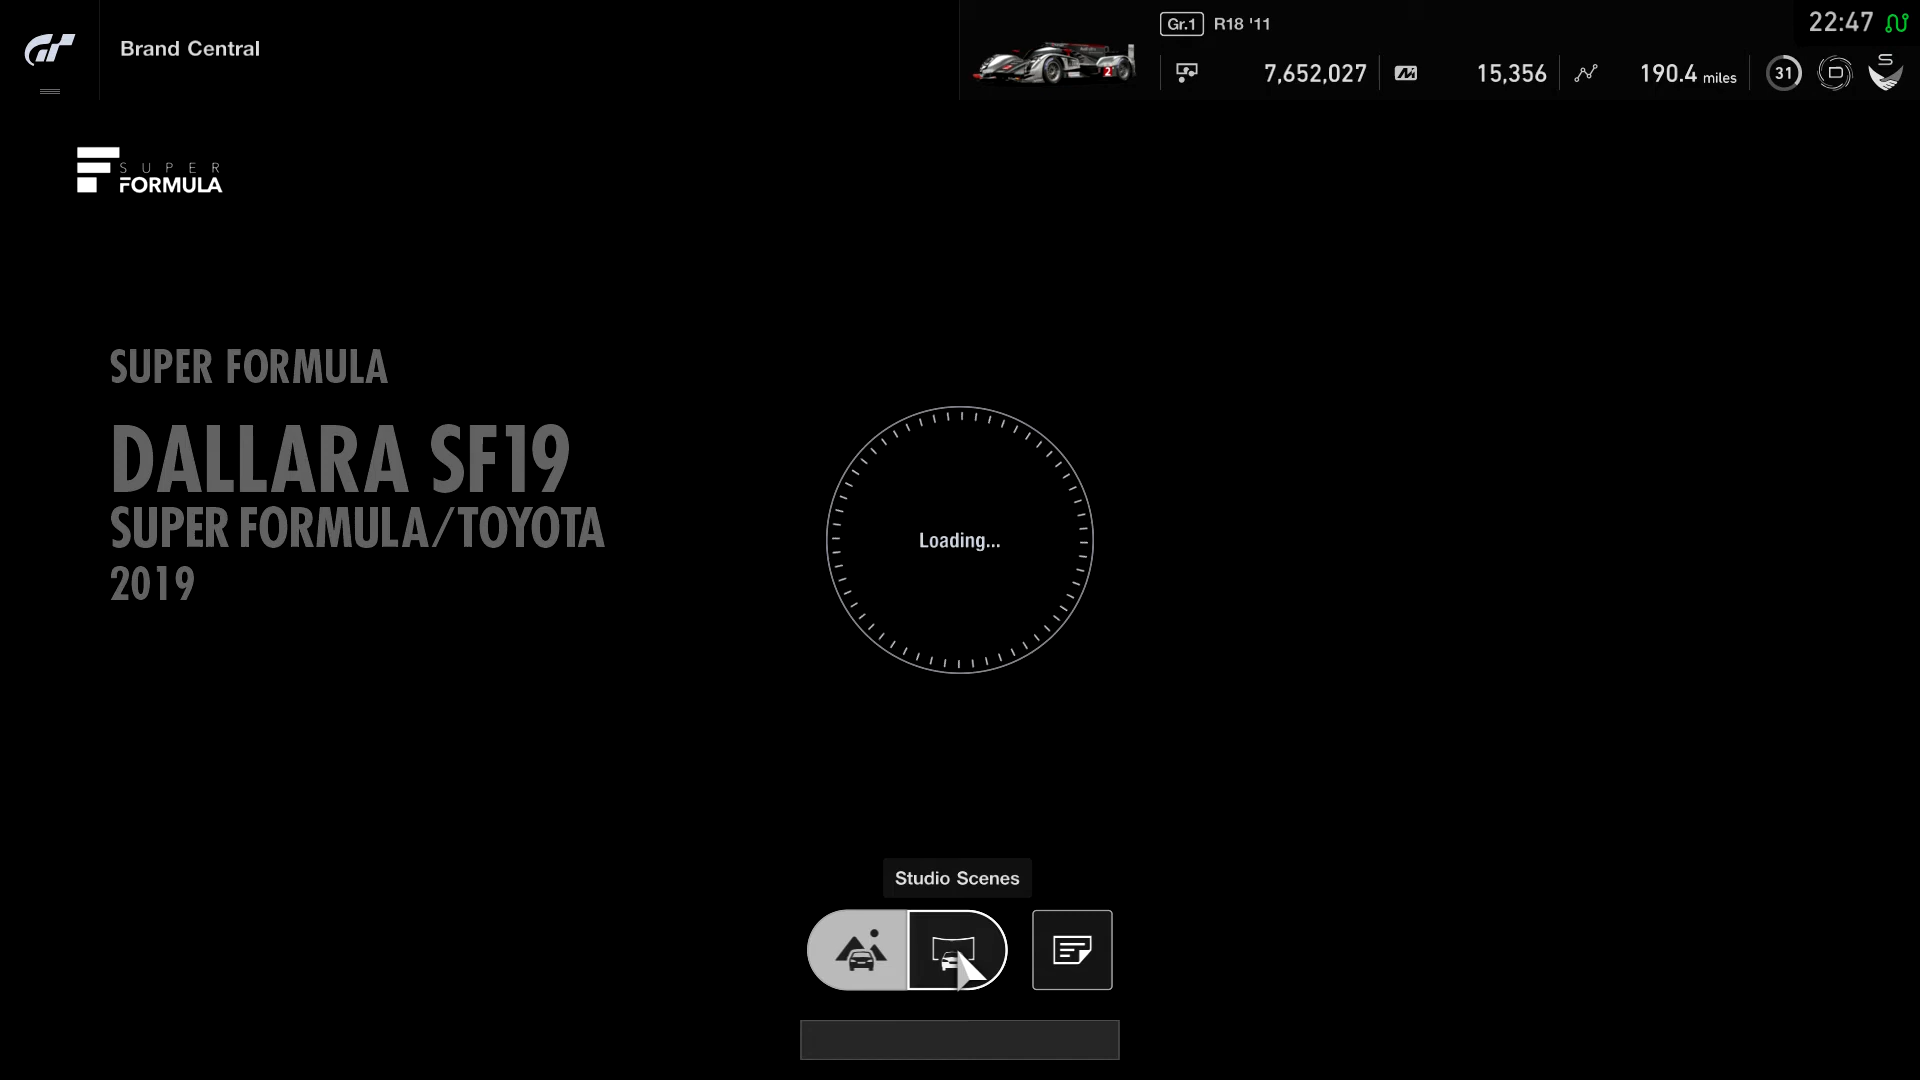 Brand Central
Gr.1 R18 '11
22:47
7,652,027
15,356
190.4 miles
31
D
S
SUPER
FORMULA
SUPER FORMULA
DALLARA SF19
SUPER FORMULA/TOYOTA
2019
Loading...
Studio Scenes